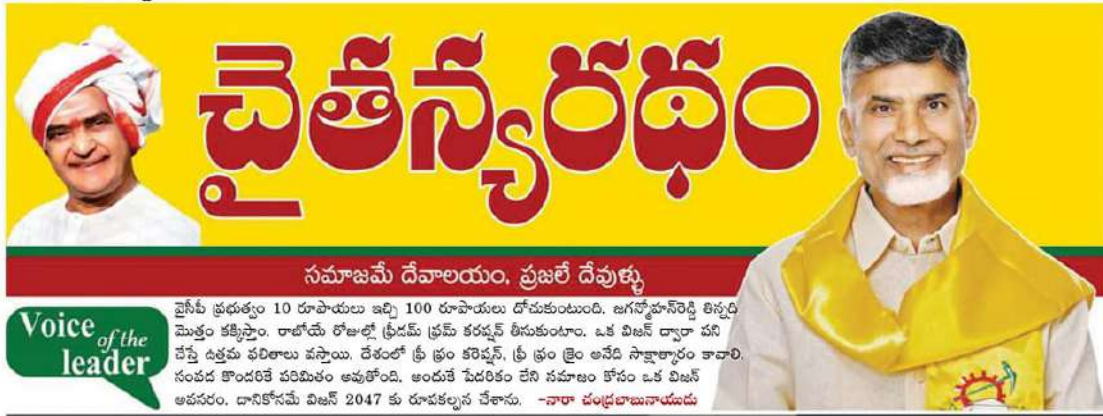 చైతన్యరథం
సమాజమే దేవాలయం, ప్రజలే దేవుళ్ళు
Voice of the leader
వైసీపీ ప్రభుత్వం 10 రూపాయలు ఇచ్చి 100 రూపాయలు దోచుకుంటుంది. జగన్మోహన్‌రెడ్డి తిన్నది
మొత్తం కక్కిస్తాం. రాబోయే రోజుల్లో ఫ్రీడమ్ ఫ్రమ్ కరప్షన్ తీసుకుంటాం. ఒక విజన్ ద్వారా పని
చేస్తే ఉత్తమ ఫలితాలు వస్తాయి. దేశంలో ఫ్రీ ఫ్రం కరెప్షన్, ఫ్రీ ఫ్రం క్రైం అనేది సాక్షాత్కారం కావాలి.
సంపద కొందరికే పరిమితం అవుతోంది. అందుకే పేదరికం లేని సమాజం కోసం ఒక విజన్
అవసరం. దానికోసమే విజన్ 2047 కు రూపకల్పన చేశాను. -నారా చంద్రబాబునాయుడు